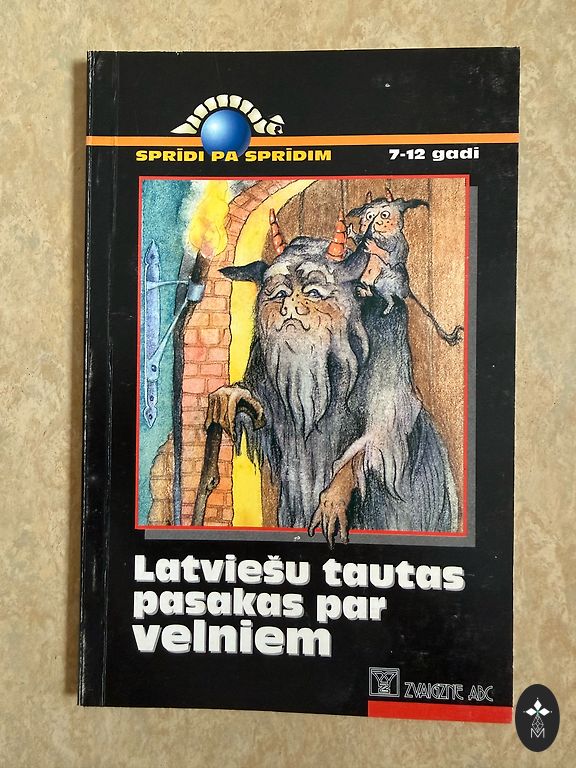 SPRĪDI PA SPRĪDIM 7-12 gadi
Latviešu tautas
pasakas par
velniem
ZVAIGZNE ABC
M